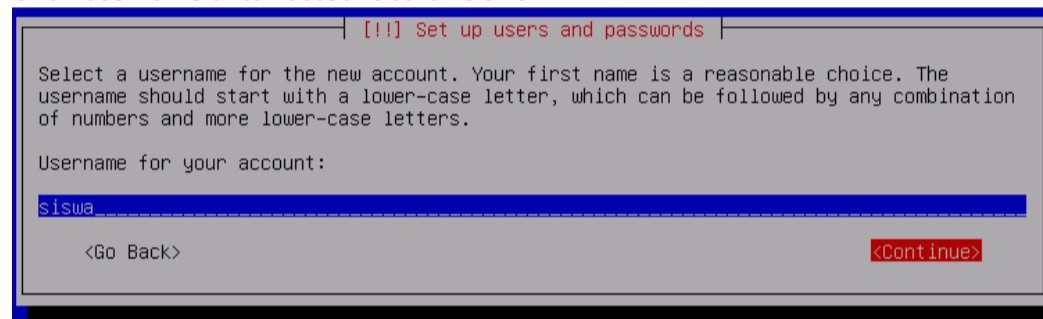 [!!] Set up users and passwords
Select a username for the new account. Your first name is a reasonable choice. The
username should start with a lower-case letter, which can be followed by any combination
of numbers and more lower-case letters.
Username for your account:
siswa
<Go Back> <Continue>